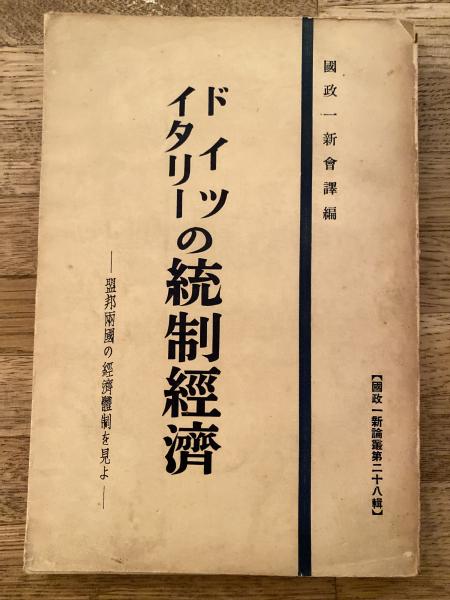 國政一新會譯編
ドイツ
イタリーの統制經濟
―盟邦兩國の經濟體制を見よ―
【國政一新論叢第二十八輯】